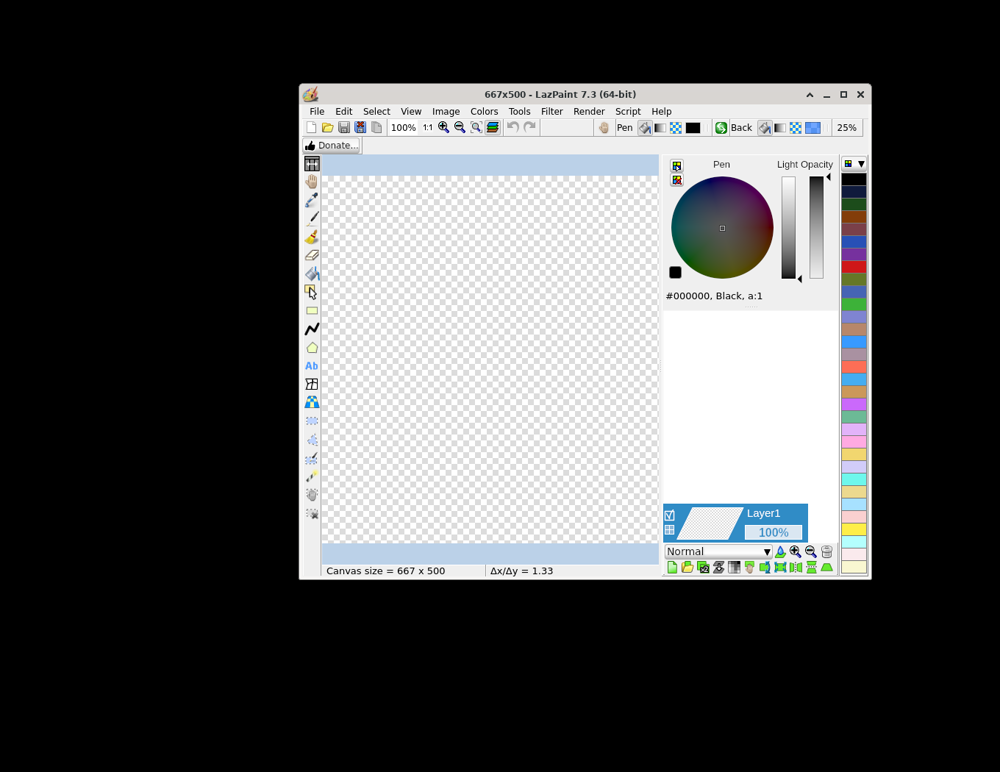 667x500 - LazPaint 7.3 (64-bit)
File Edit Select View Image Colors Tools Filter Render Script Help
100% 1:1 Pen Back 25%
Donate...
Pen Light Opacity
#000000, Black, a:1
Ab
Layer1
100%
Normal
Canvas size = 667 x 500 Δx/Δy = 1.33